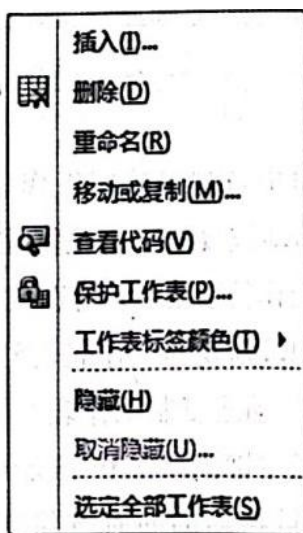 插入(I)...
删除(D)
重命名(R)
移动或复制(M)...
查看代码(V)
保护工作表(P)...
工作表标签颜色(T)
隐藏(H)
取消隐藏(U)...
选定全部工作表(S)